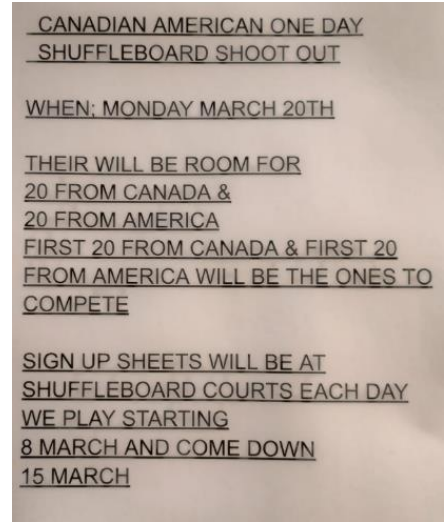 CANADIAN AMERICAN ONE DAY
SHUFFLEBOARD SHOOT OUT
WHEN; MONDAY MARCH 20TH
THEIR WILL BE ROOM FOR
20 FROM CANADA &
20 FROM AMERICA
FIRST 20 FROM CANADA & FIRST 20
FROM AMERICA WILL BE THE ONES TO
COMPETE
SIGN UP SHEETS WILL BE AT
SHUFFLEBOARD COURTS EACH DAY
WE PLAY STARTING
8 MARCH AND COME DOWN
15 MARCH